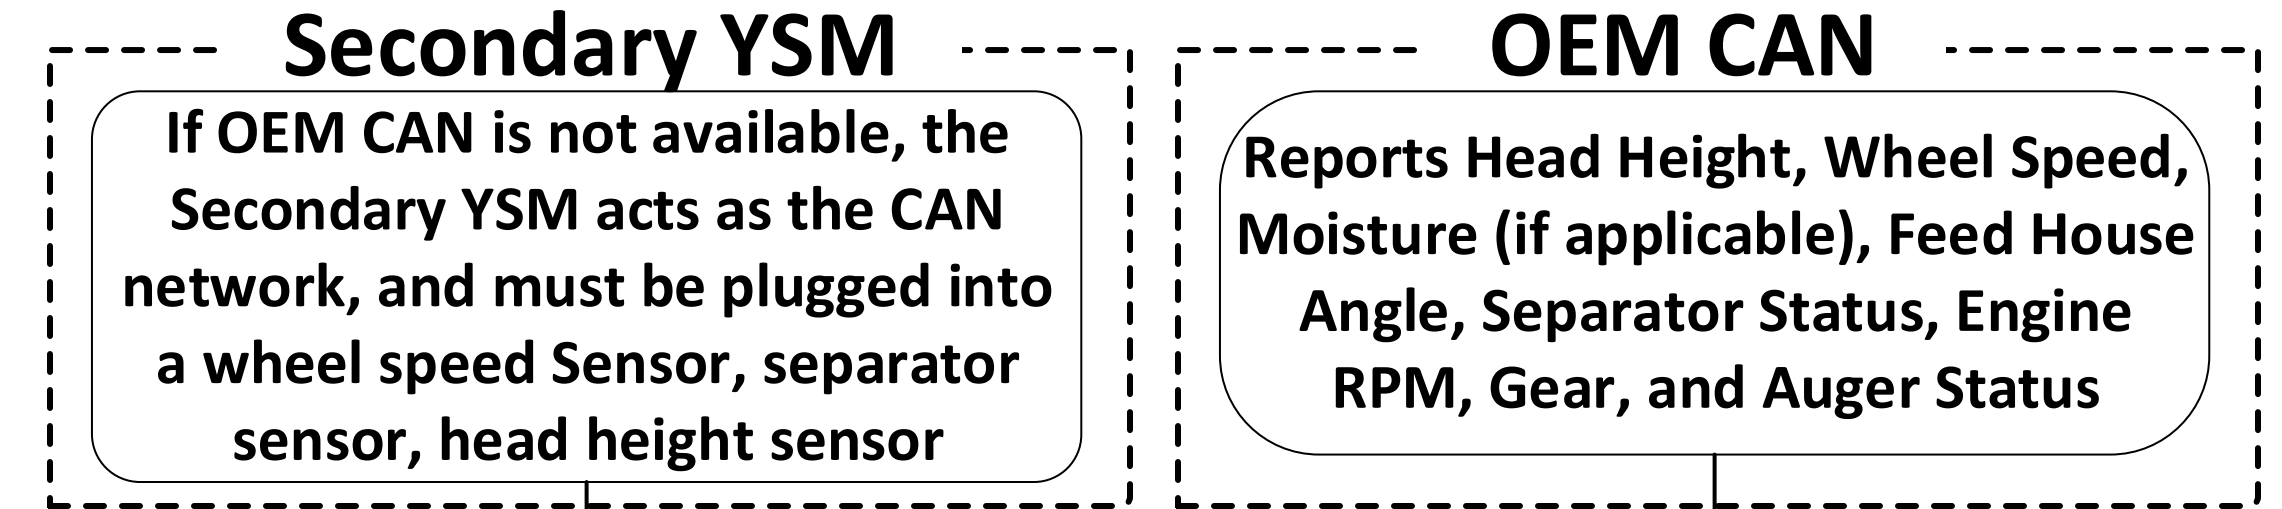 Secondary YSM
If OEM CAN is not available, the
Secondary YSM acts as the CAN
network, and must be plugged into
a wheel speed Sensor, separator
sensor, head height sensor
OEM CAN
Reports Head Height, Wheel Speed,
Moisture (if applicable), Feed House
Angle, Separator Status, Engine
RPM, Gear, and Auger Status